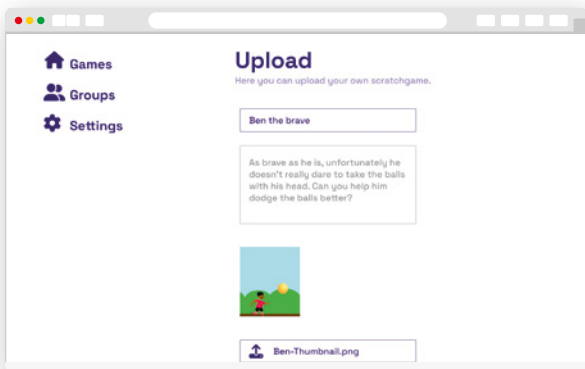 Games
Groups
Settings
Upload
Here you can upload your own scratchgame.
Ben the brave
As brave as he is, unfortunately he
doesn't really dare to take the balls
with his head. Can you help him
dodge the balls better?
Ben-Thumbnail.png